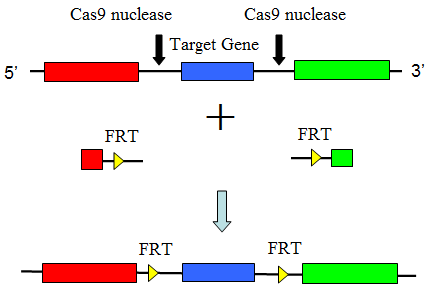 Cas9 nuclease Cas9 nuclease
Target Gene
5’ 3’
+
FRT FRT
FRT FRT